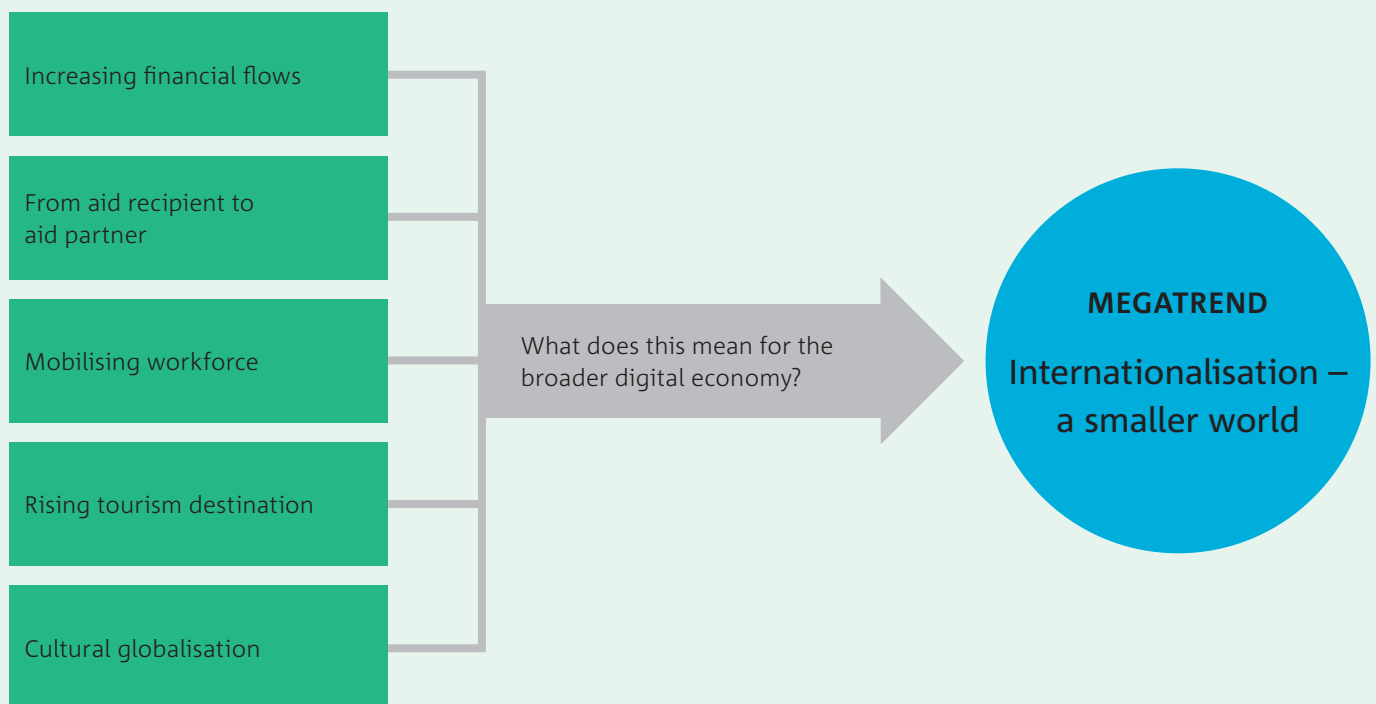 Increasing financial flows
From aid recipient to
aid partner
Mobilising workforce
Rising tourism destination
Cultural globalisation
What does this mean for the
broader digital economy?
MEGATREND
Internationalisation –
a smaller world